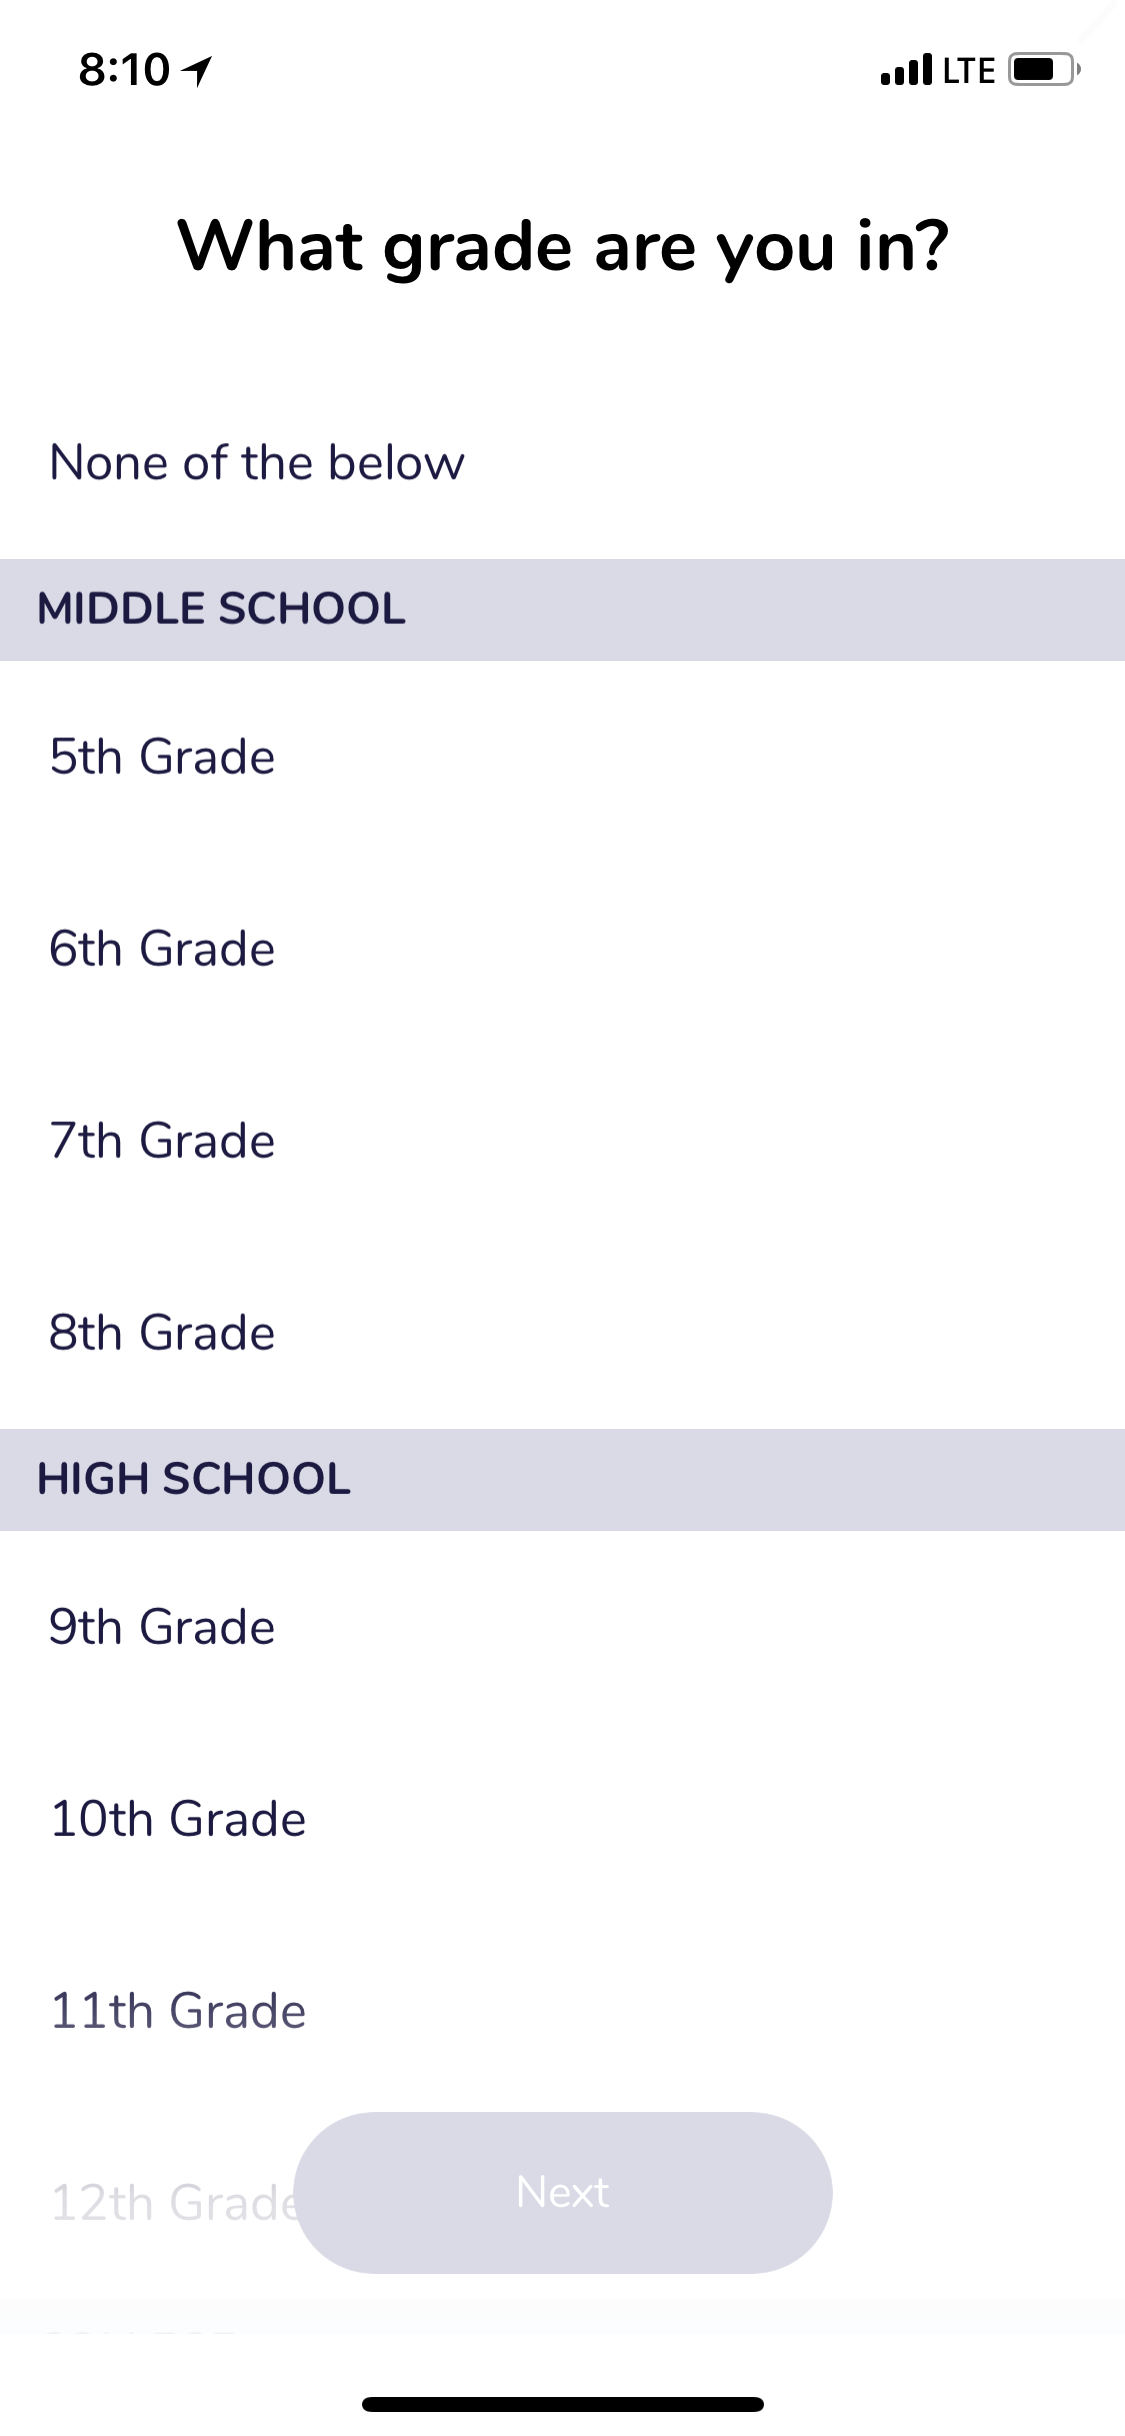 8:10 LTE
What grade are you in?
None of the below
MIDDLE SCHOOL
5th Grade
6th Grade
7th Grade
8th Grade
HIGH SCHOOL
9th Grade
10th Grade
11th Grade
12th Grade
Next